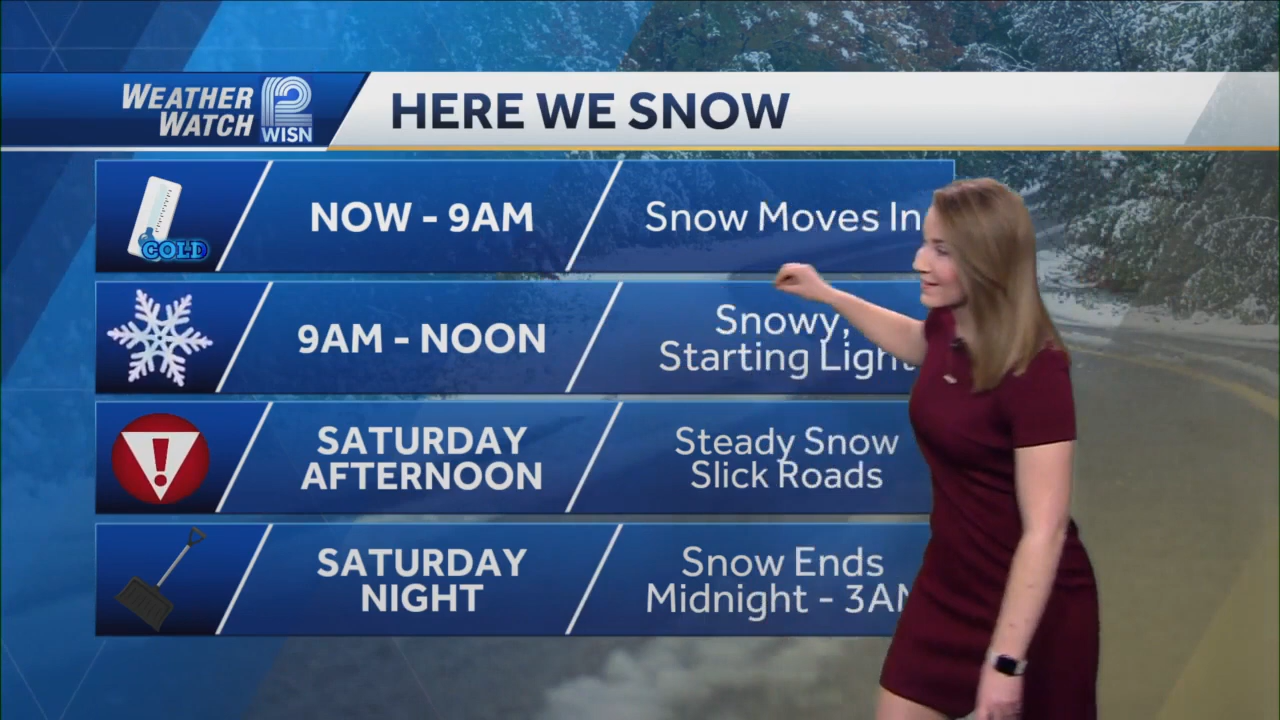 WEATHER
WATCH
12
WISN
HERE WE SNOW
COLD
NOW - 9AM
Snow Moves In
9AM - NOON
Snowy,
Starting Light
SATURDAY
AFTERNOON
Steady Snow
Slick Roads
SATURDAY
NIGHT
Snow Ends
Midnight - 3AM